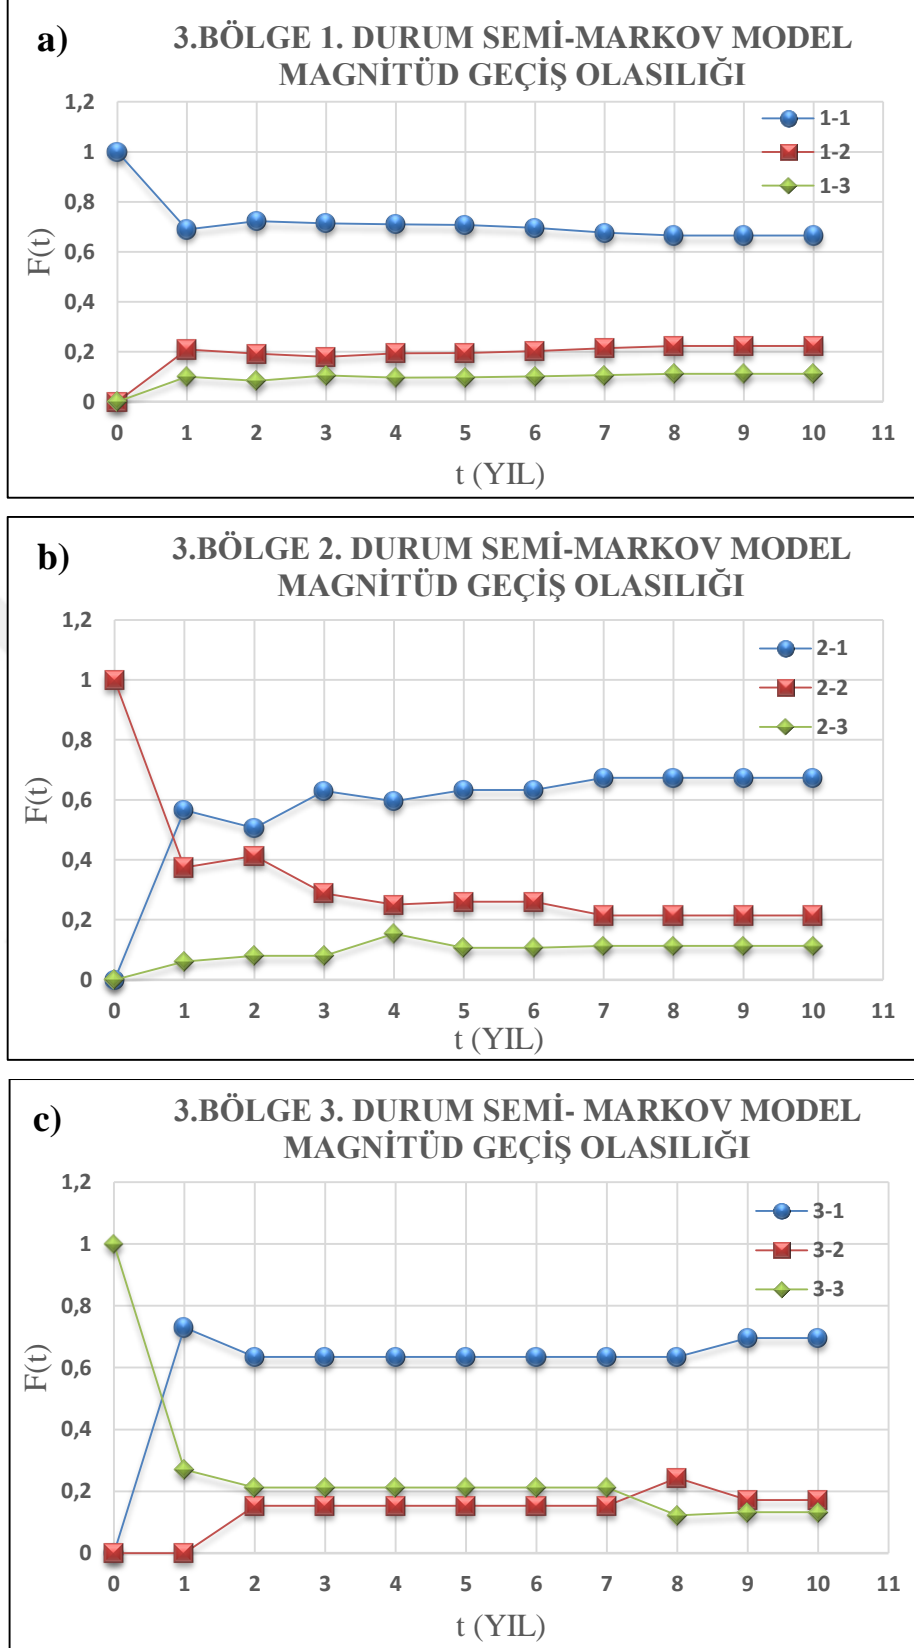 a)
3.BÖLGE 1. DURUM SEMİ-MARKOV MODEL
MAGNİTÜD GEÇİŞ OLASILIĞI
1,2
1
0,8
0,6
0,4
0,2
0
F(t)
1-1
1-2
1-3
0 1 2 3 4 5 6 7 8 9 10 11
t (YIL)
b)
3.BÖLGE 2. DURUM SEMİ-MARKOV MODEL
MAGNİTÜD GEÇİŞ OLASILIĞI
1,2
1
0,8
0,6
0,4
0,2
0
F(t)
2-1
2-2
2-3
0 1 2 3 4 5 6 7 8 9 10 11
t (YIL)
c)
3.BÖLGE 3. DURUM SEMİ- MARKOV MODEL
MAGNİTÜD GEÇİŞ OLASILIĞI
1,2
1
0,8
0,6
0,4
0,2
0
F(t)
3-1
3-2
3-3
0 1 2 3 4 5 6 7 8 9 10 11
t (YIL)